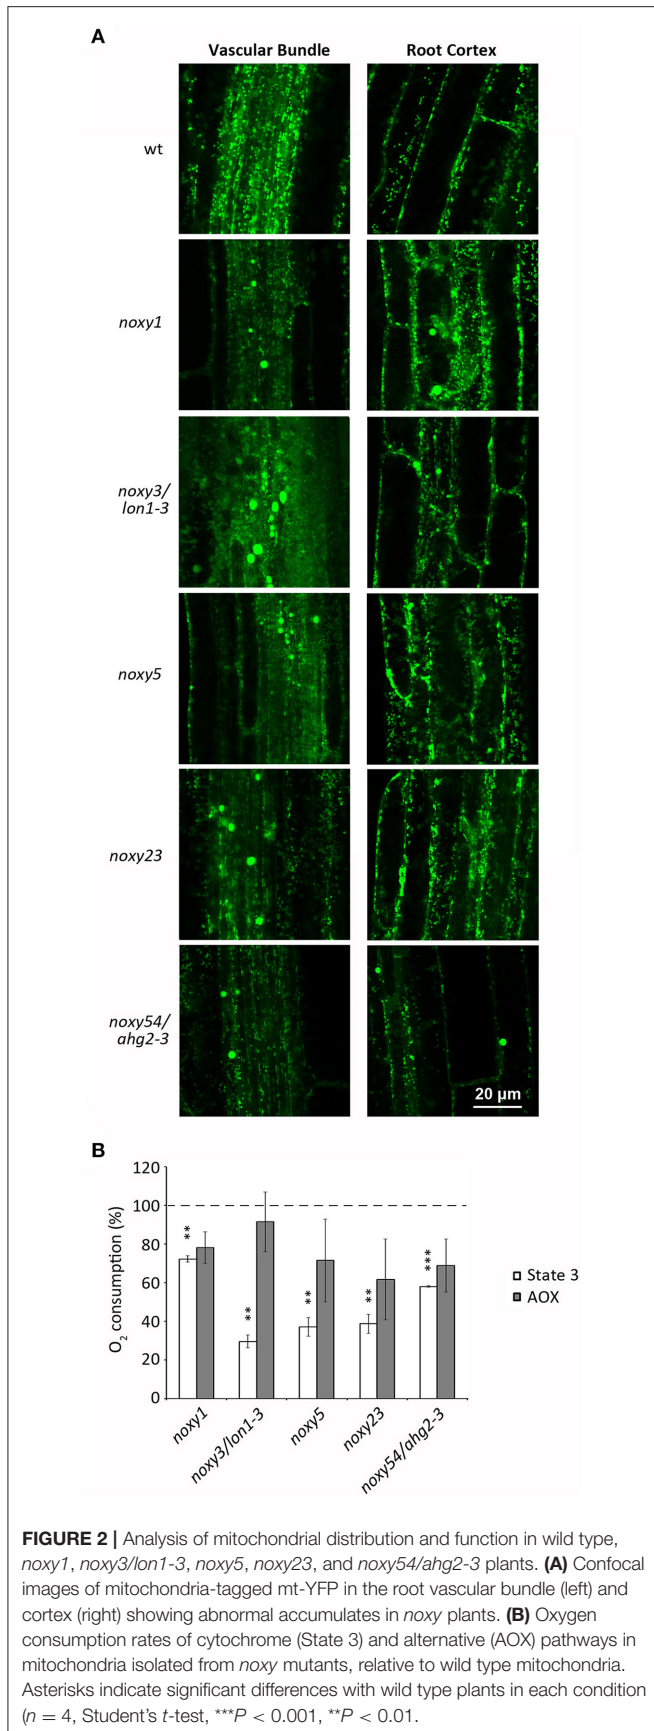 A
Vascular Bundle Root Cortex
wt
noxy1
noxy3/
lon1-3
noxy5
noxy23
noxy54/
ahg2-3
20 µm
B
O2 consumption (%)
120
100
80
60
40
20
0
**
**
**
**
***
State 3
AOX
noxy1
noxy3/lon1-3
noxy5
noxy23
noxy54/ahg2-3
FIGURE 2 | Analysis of mitochondrial distribution and function in wild type,
noxy1, noxy3/lon1-3, noxy5, noxy23, and noxy54/ahg2-3 plants. (A) Confocal
images of mitochondria-tagged mt-YFP in the root vascular bundle (left) and
cortex (right) showing abnormal accumulates in noxy plants. (B) Oxygen
consumption rates of cytochrome (State 3) and alternative (AOX) pathways in
mitochondria isolated from noxy mutants, relative to wild type mitochondria.
Asterisks indicate significant differences with wild type plants in each condition
(n = 4, Student's t-test, ***P < 0.001, **P < 0.01.